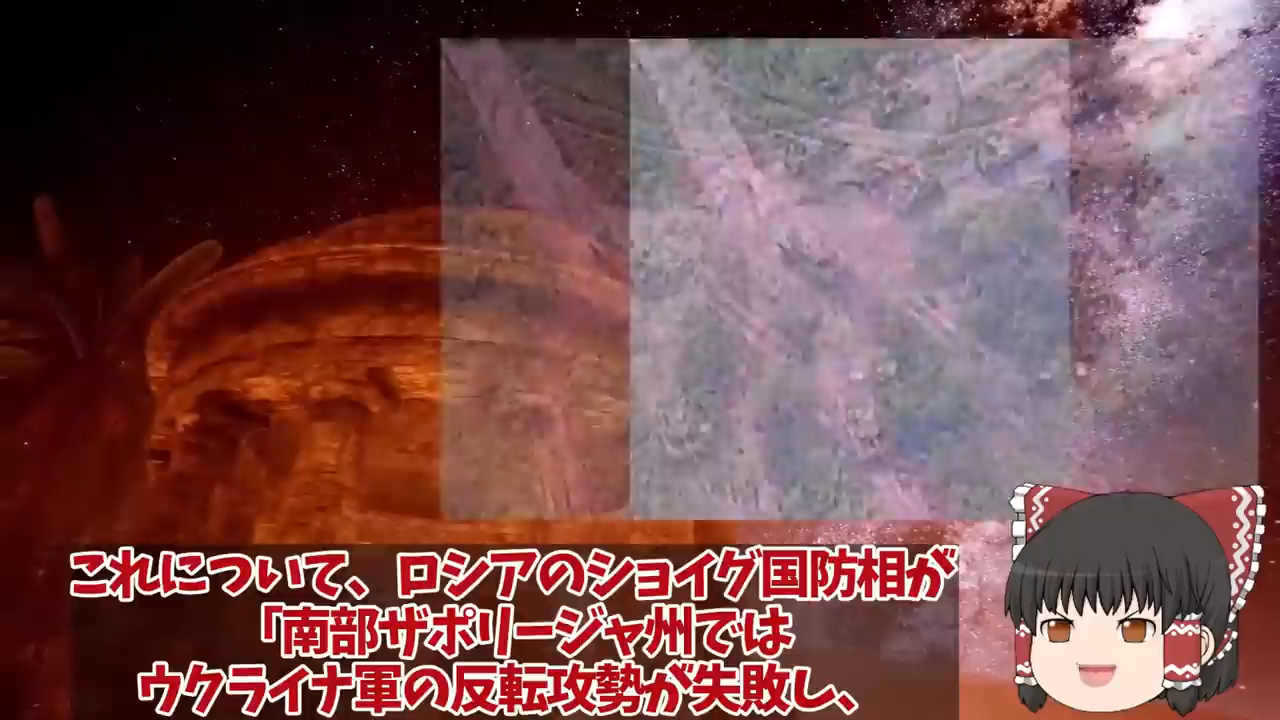 これについて、ロシアのショイグ国防相が
「南部ザポリージャ州では
ウクライナ軍の反転攻勢が失敗し、